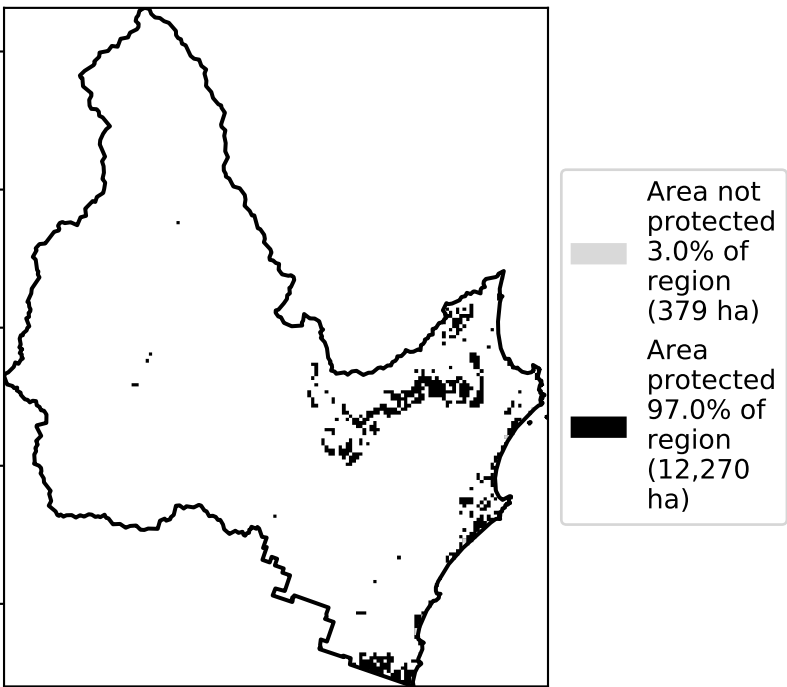 Area not
protected
3.0% of
region
(379 ha)
Area
protected
97.0% of
region
(12,270
ha)